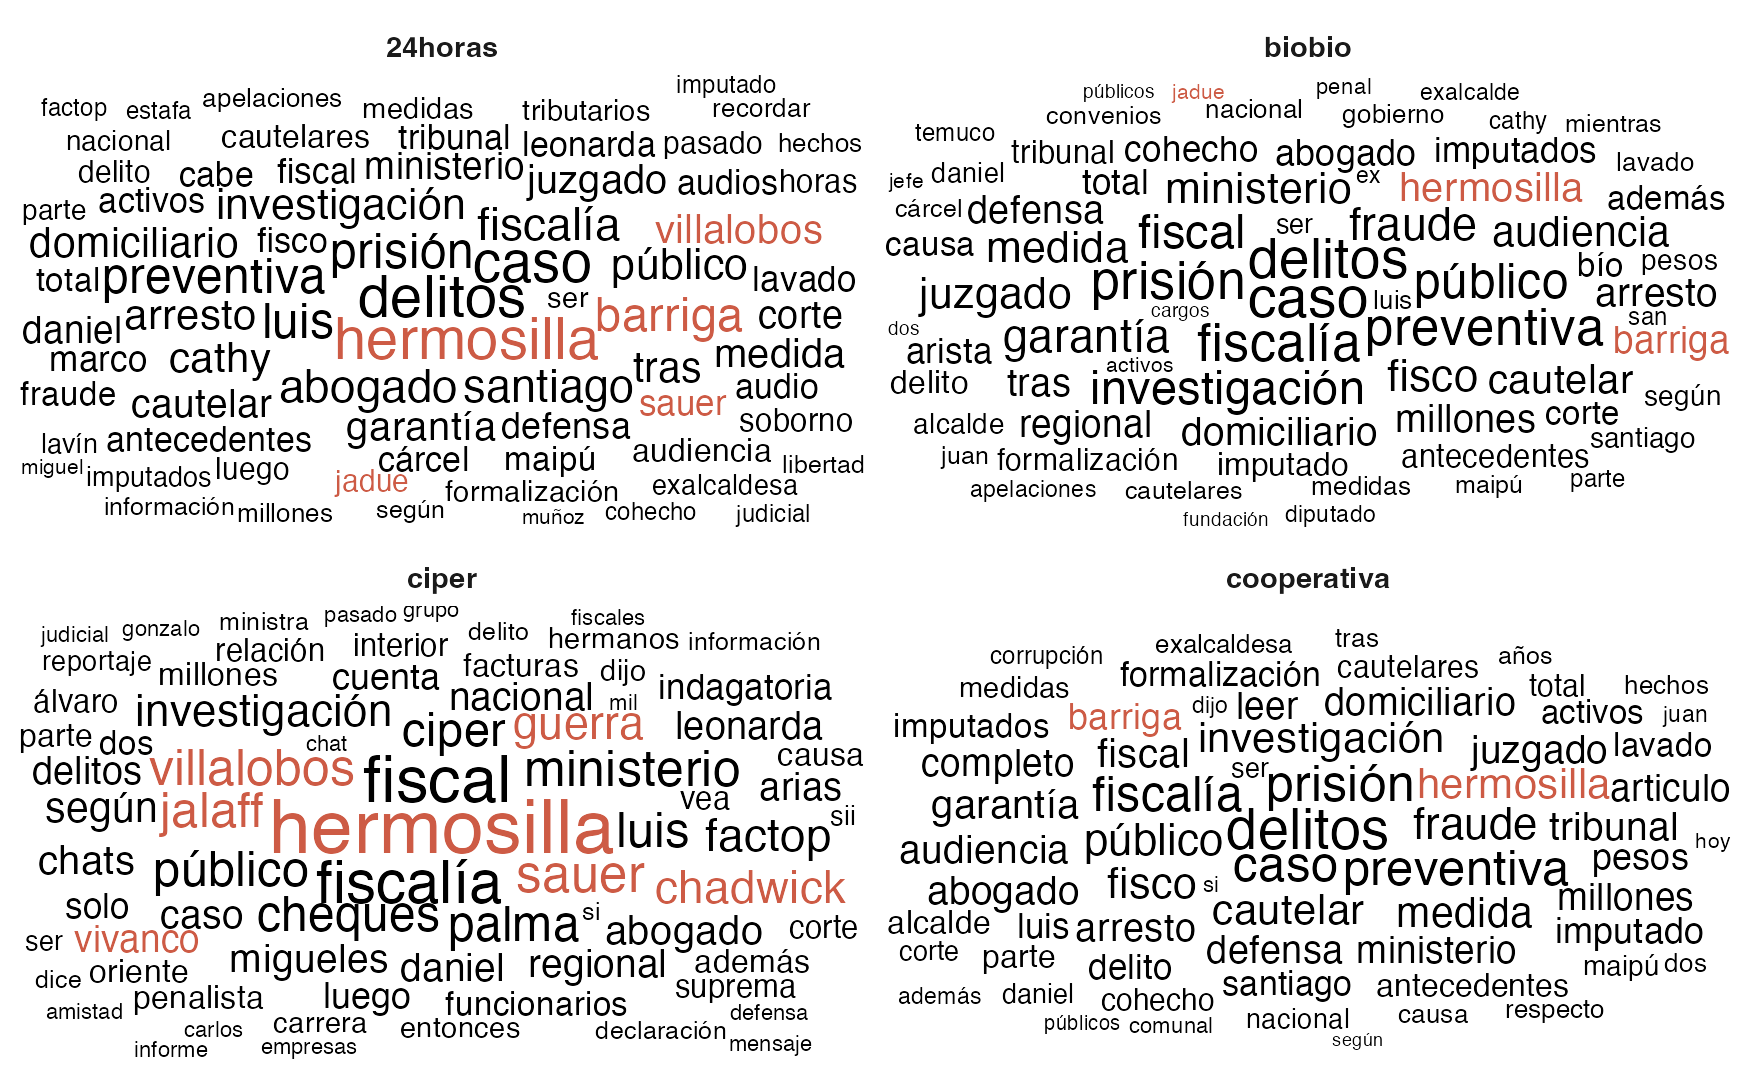 24horas
imputado
factop estafa apelaciones medidas tributarios recordar
nacional cautelares tribunal leonarda pasado hechos
delito cabe fiscal ministerio juzgado audios horas
parte activos investigación fiscalía villalobos
domiciliario fisco prisión caso público lavado
total preventiva delitos ser
daniel arresto luis hermosilla barriga corte
marco cathy tras medida
fraude cautelar abogado santiago sauer audio
lavín antecedentes garantía defensa soborno
miguel imputados luego cárcel maipú audiencia libertad
jadue formalización exalcaldesa
información millones según muñoz cohecho judicial
biobio
públicos jadue penal exalcalde
convenios nacional gobierno cathy mientras
temuco tribunal cohecho abogado imputados lavado
jefe daniel total ministerio ex hermosilla además
cárcel defensa fiscal ser fraude audiencia
causa medida delitos público bío pesos
juzgado prisión caso luis arresto
dos cargos preventiva san
arista garantía fiscalía barriga
delito tras activos investigación fisco cautelar según
alcalde regional domiciliario millones corte santiago
juan formalización imputado antecedentes
apelaciones cautelares medidas maipú parte
fundación diputado
ciper
judicial gonzalo ministra pasado grupo fiscales
reportaje relación interior delito hermanos información
millones cuenta facturas dijo
álvaro investigación nacional mil indagatoria
parte dos chat ciper guerra leonarda
delitos villalobos fiscal ministerio causa
según jalaff vea arias
hermosilla luis factop sii
chats público fiscalía sauer chadwick
solo caso cheques palma si abogado corte
ser vivanco migueles daniel regional además
dice oriente suprema
amistad penalista luego funcionarios defensa
carlos carrera entonces declaración
informe empresas mensaje
cooperativa
corrupción exalcaldesa tras
medidas formalización cautelares años
imputados barriga dijo leer domiciliario total hechos
activos juan
completo fiscal investigación juzgado lavado
garantía fiscalía ser prisión hermosilla articulo
audiencia público delitos fraude tribunal hoy
abogado fisco si caso preventiva pesos
alcalde luis arresto cautelar medida millones
corte parte delito defensa ministerio imputado
además daniel cohecho santiago antecedentes maipú dos
públicos comunal nacional causa respecto
según